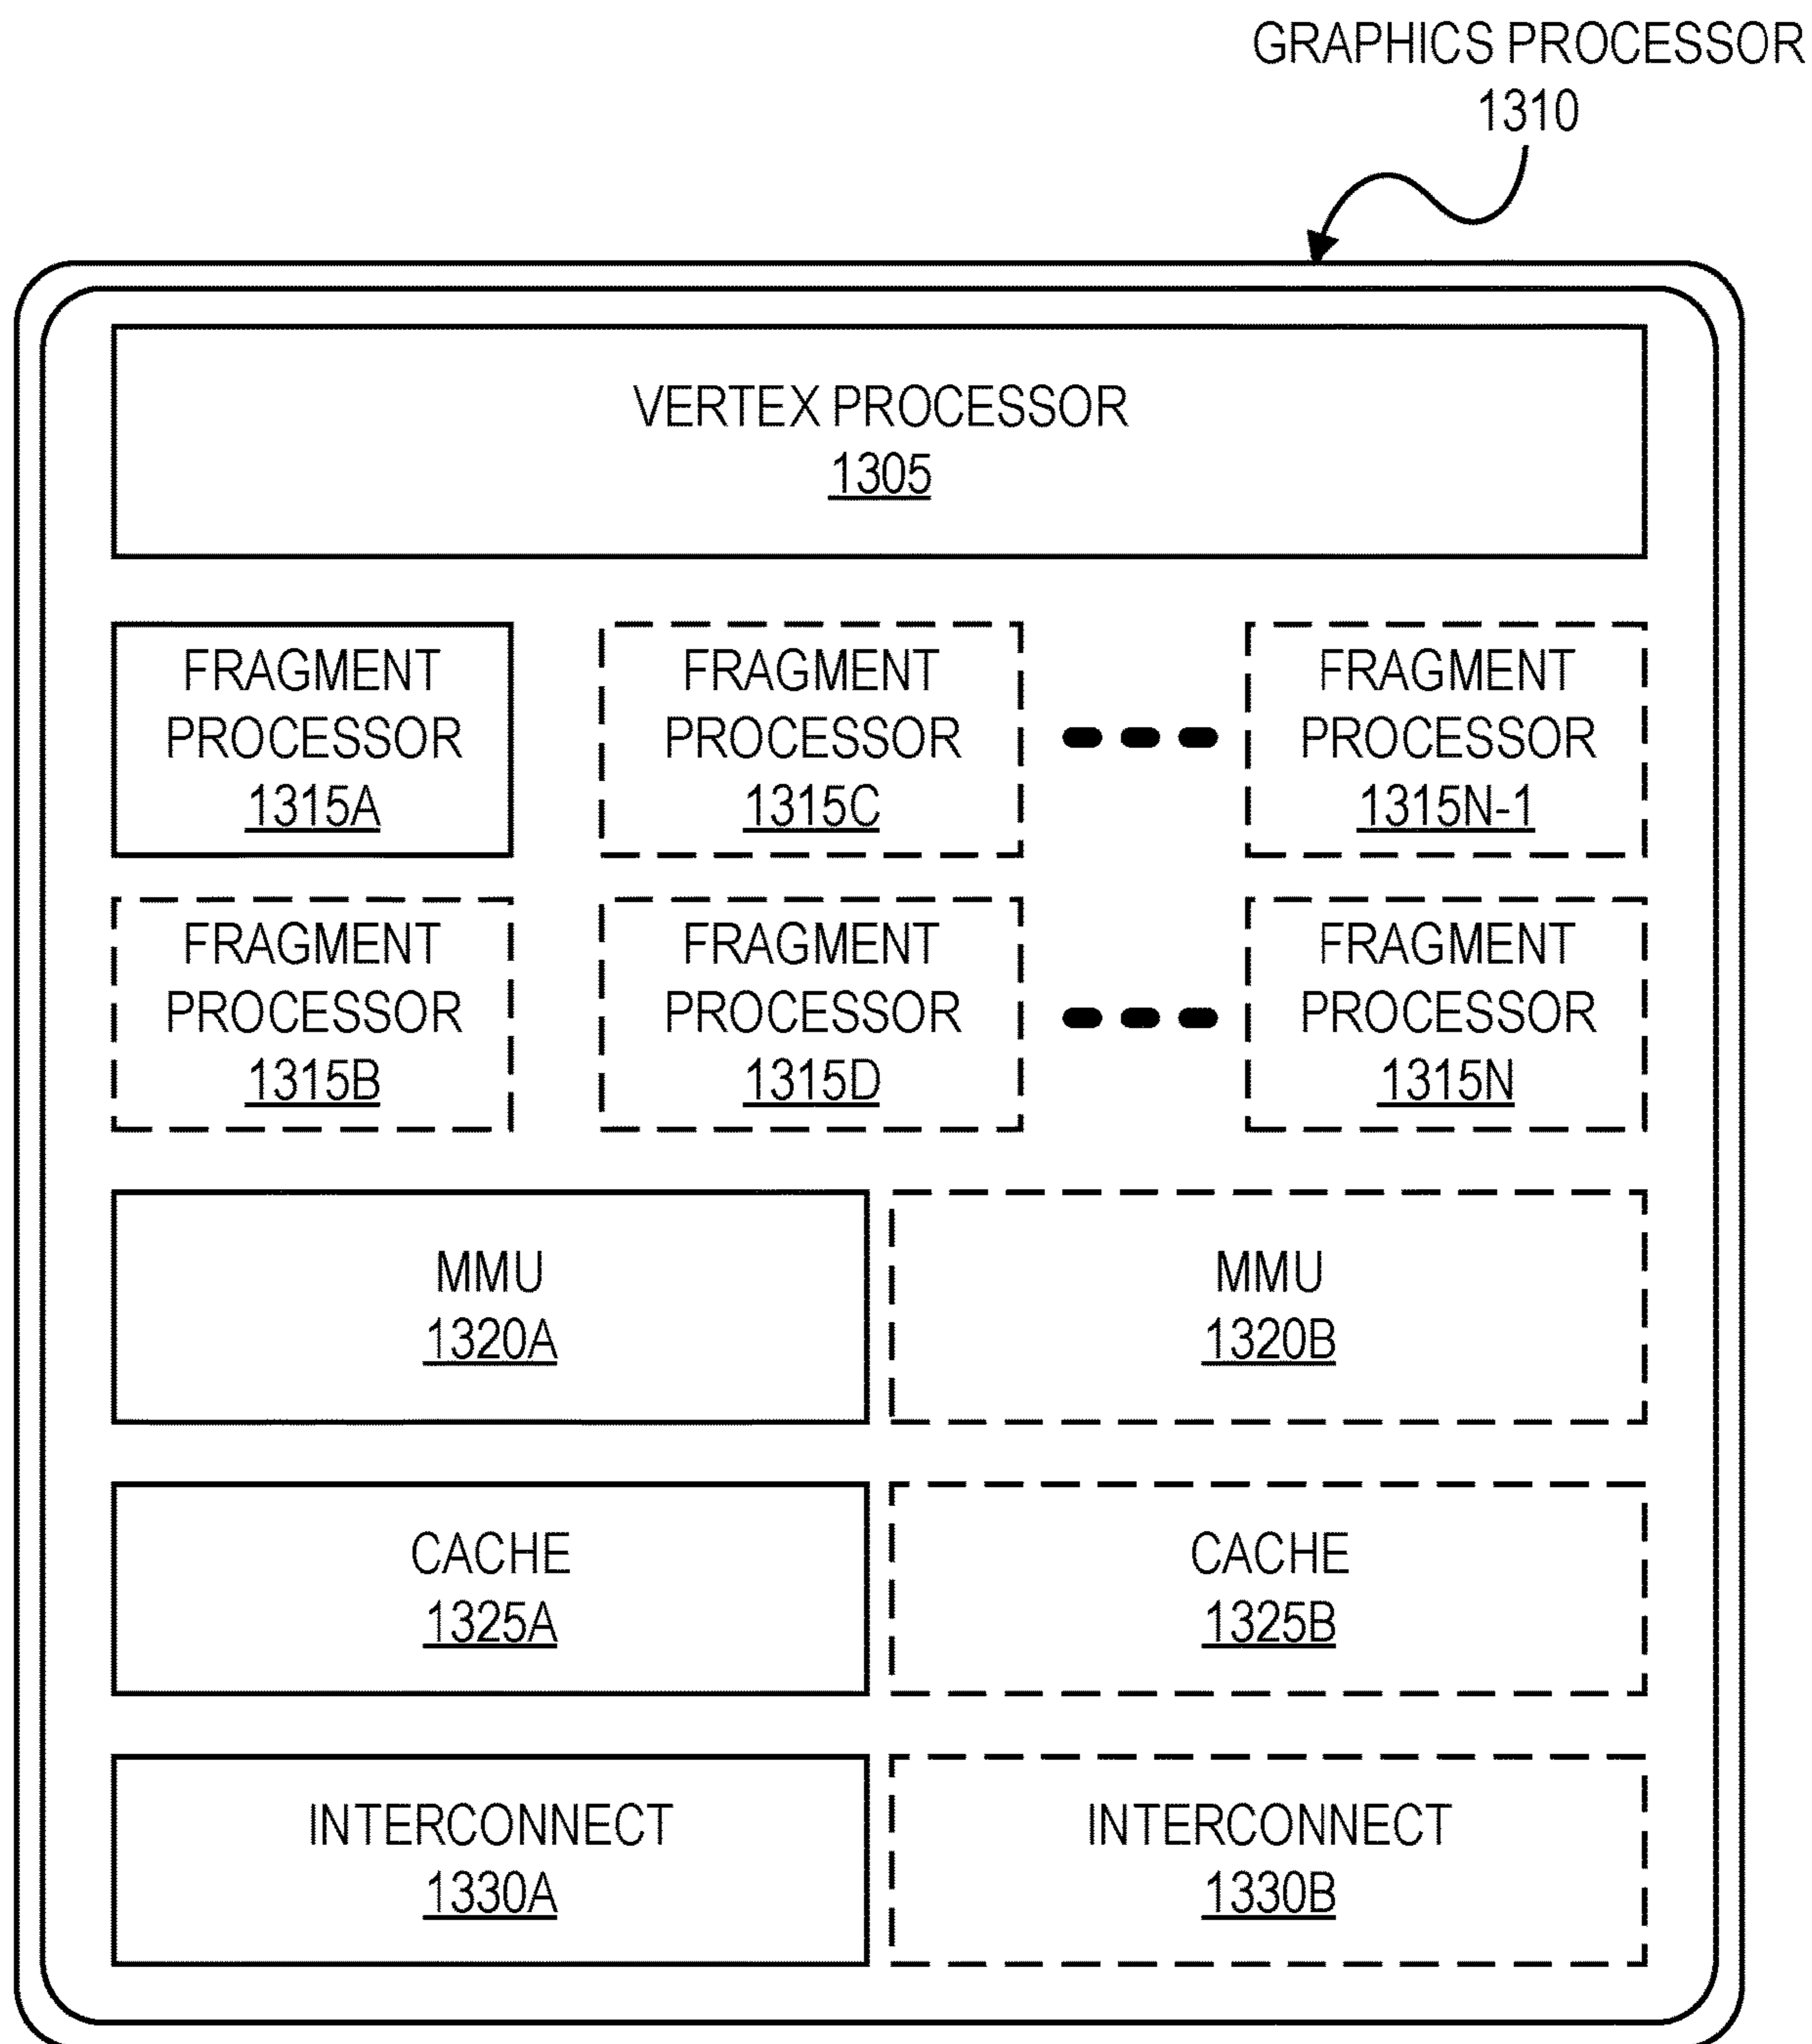 GRAPHICS PROCESSOR
1310
VERTEX PROCESSOR
1305
FRAGMENT
PROCESSOR
1315A
FRAGMENT
PROCESSOR
1315C
FRAGMENT
PROCESSOR
1315N-1
FRAGMENT
PROCESSOR
1315B
FRAGMENT
PROCESSOR
1315D
FRAGMENT
PROCESSOR
1315N
MMU
1320A
MMU
1320B
CACHE
1325A
CACHE
1325B
INTERCONNECT
1330A
INTERCONNECT
1330B